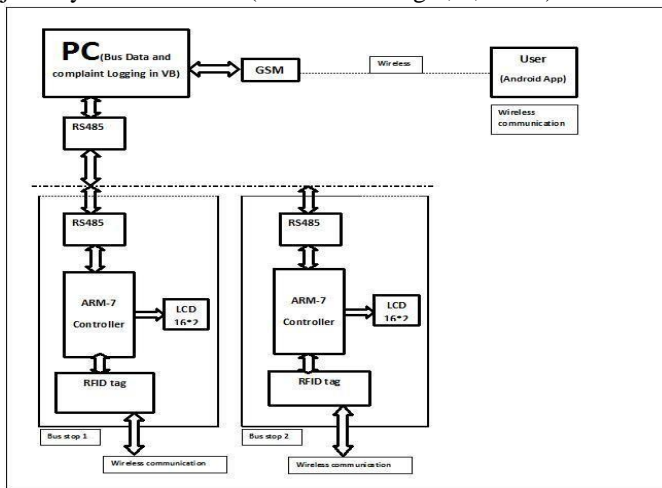 PC(Bus Data and
complaint Logging in VB)
GSM
Wireless
User
(Android App)
Wireless
communication
RS485
RS485
ARM-7
Controller
LCD
16*2
RFID tag
Bus stop 1
Wireless communication
RS485
ARM-7
Controller
LCD
16*2
RFID tag
Bus stop 2
Wireless communication